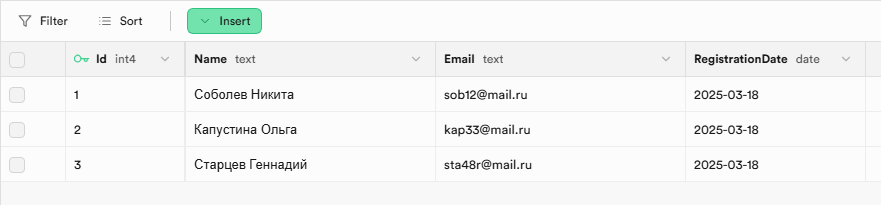 Filter Sort Insert
Id int4 Name text Email text RegistrationDate date
1 Соболев Никита sob12@mail.ru 2025-03-18
2 Капустина Ольга kap33@mail.ru 2025-03-18
3 Старцев Геннадий sta48r@mail.ru 2025-03-18